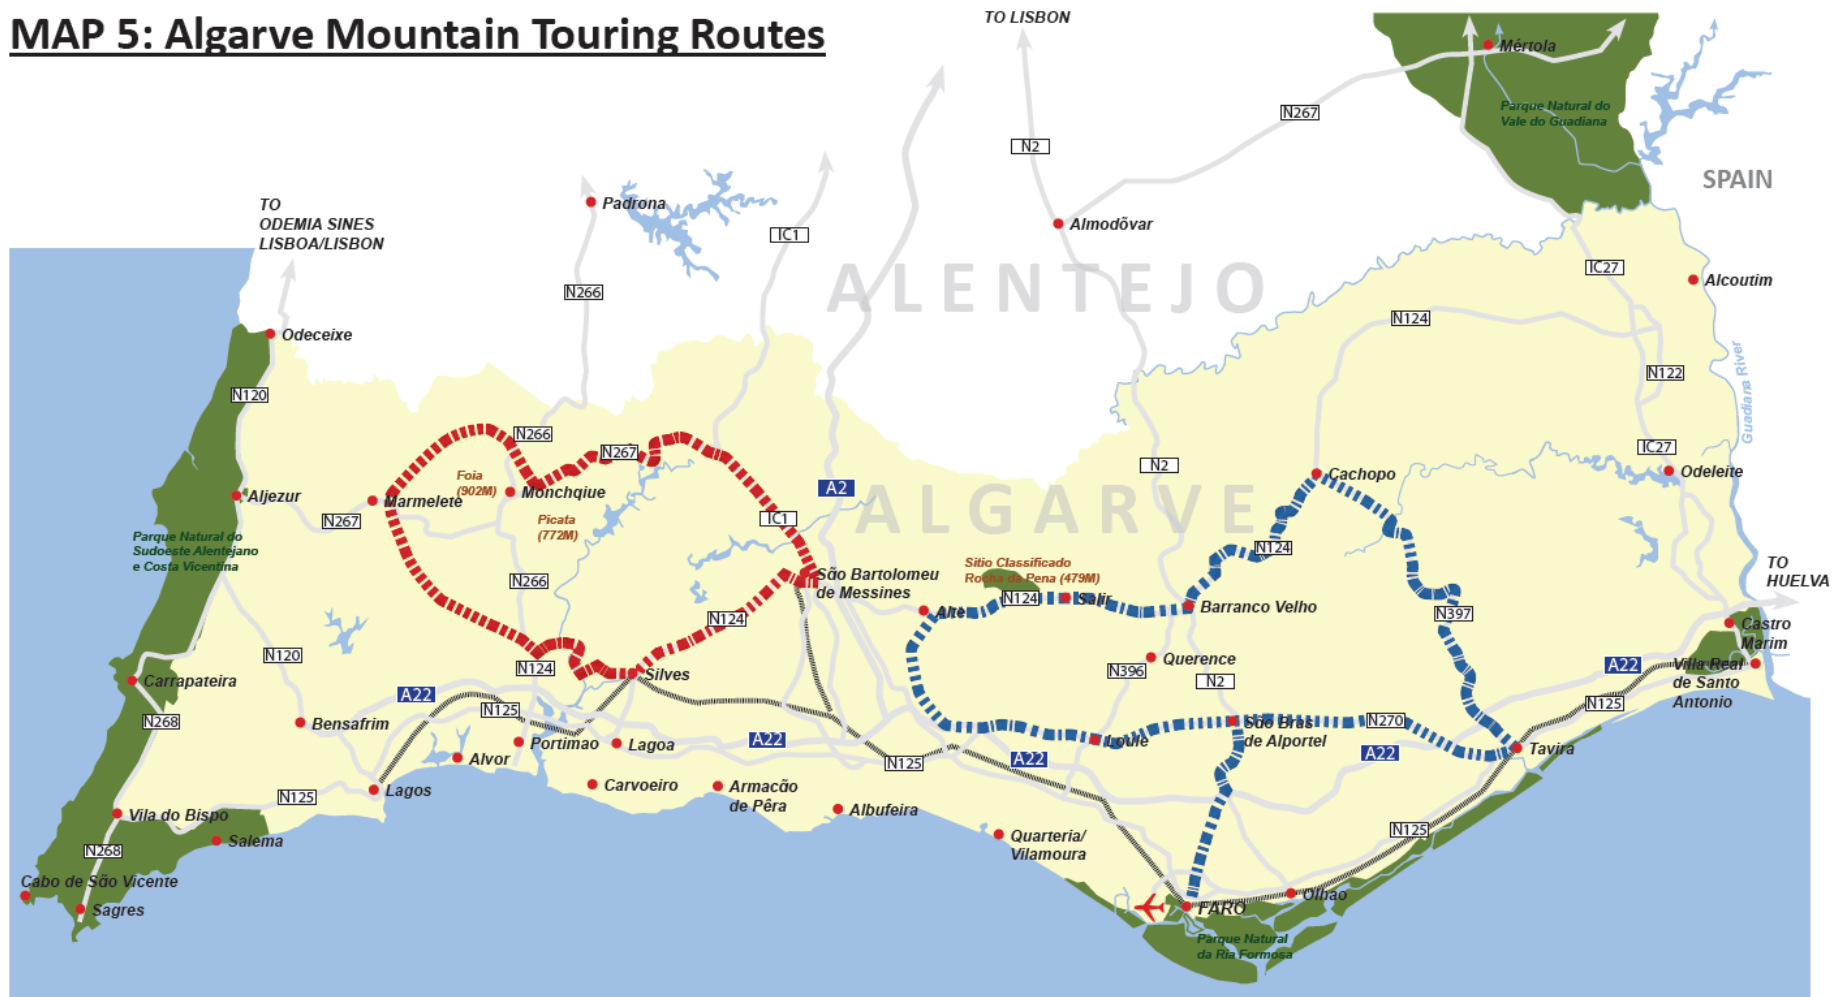 MAP 5: Algarve Mountain Touring Routes
TO LISBON
Mértola
N267
Parque Natural do
Vale do Guadiana
N2
SPAIN
TO
ODEMIA SINES
LISBOA/LISBON
Padrona
IC1
Almodõvar
ALENTEJO
IC27
Alcoutim
N266
N124
Odeceixe
N120
N122
Guadiana River
N266
N267
N2
IC27
Odeleite
Foia
(902M)
Monchqiue
A2
ALGARVE
Cachopo
Aljezur
Marmelete
N267
Picata
(772M)
IC1
Parque Natural do
Sudoeste Alentejano
e Costa Vicentina
N124
Sitio Classificado
Rocha da Pena (479M)
TO
HUELVA
N266
São Bartolomeu
de Messines
N124
Alte
N124
Salir
Barranco Velho
N397
Castro
Marim
N120
N124
Silves
Querence
N396
N2
A22
Villa Real
de Santo
Antonio
Carrapateira
A22
N125
N125
N268
Bensafrim
Portimao
Lagoa
A22
Loule
São Bras
de Alportel
N270
A22
Tavira
Alvor
N125
A22
Lagos
Carvoeiro
Armacão
de Pêra
Albufeira
N125
Vila do Bispo
Salema
Quarteria/
Vilamoura
N125
N268
Cabo de São Vicente
Sagres
FARO
Olhao
Parque Natural
da Ria Formosa